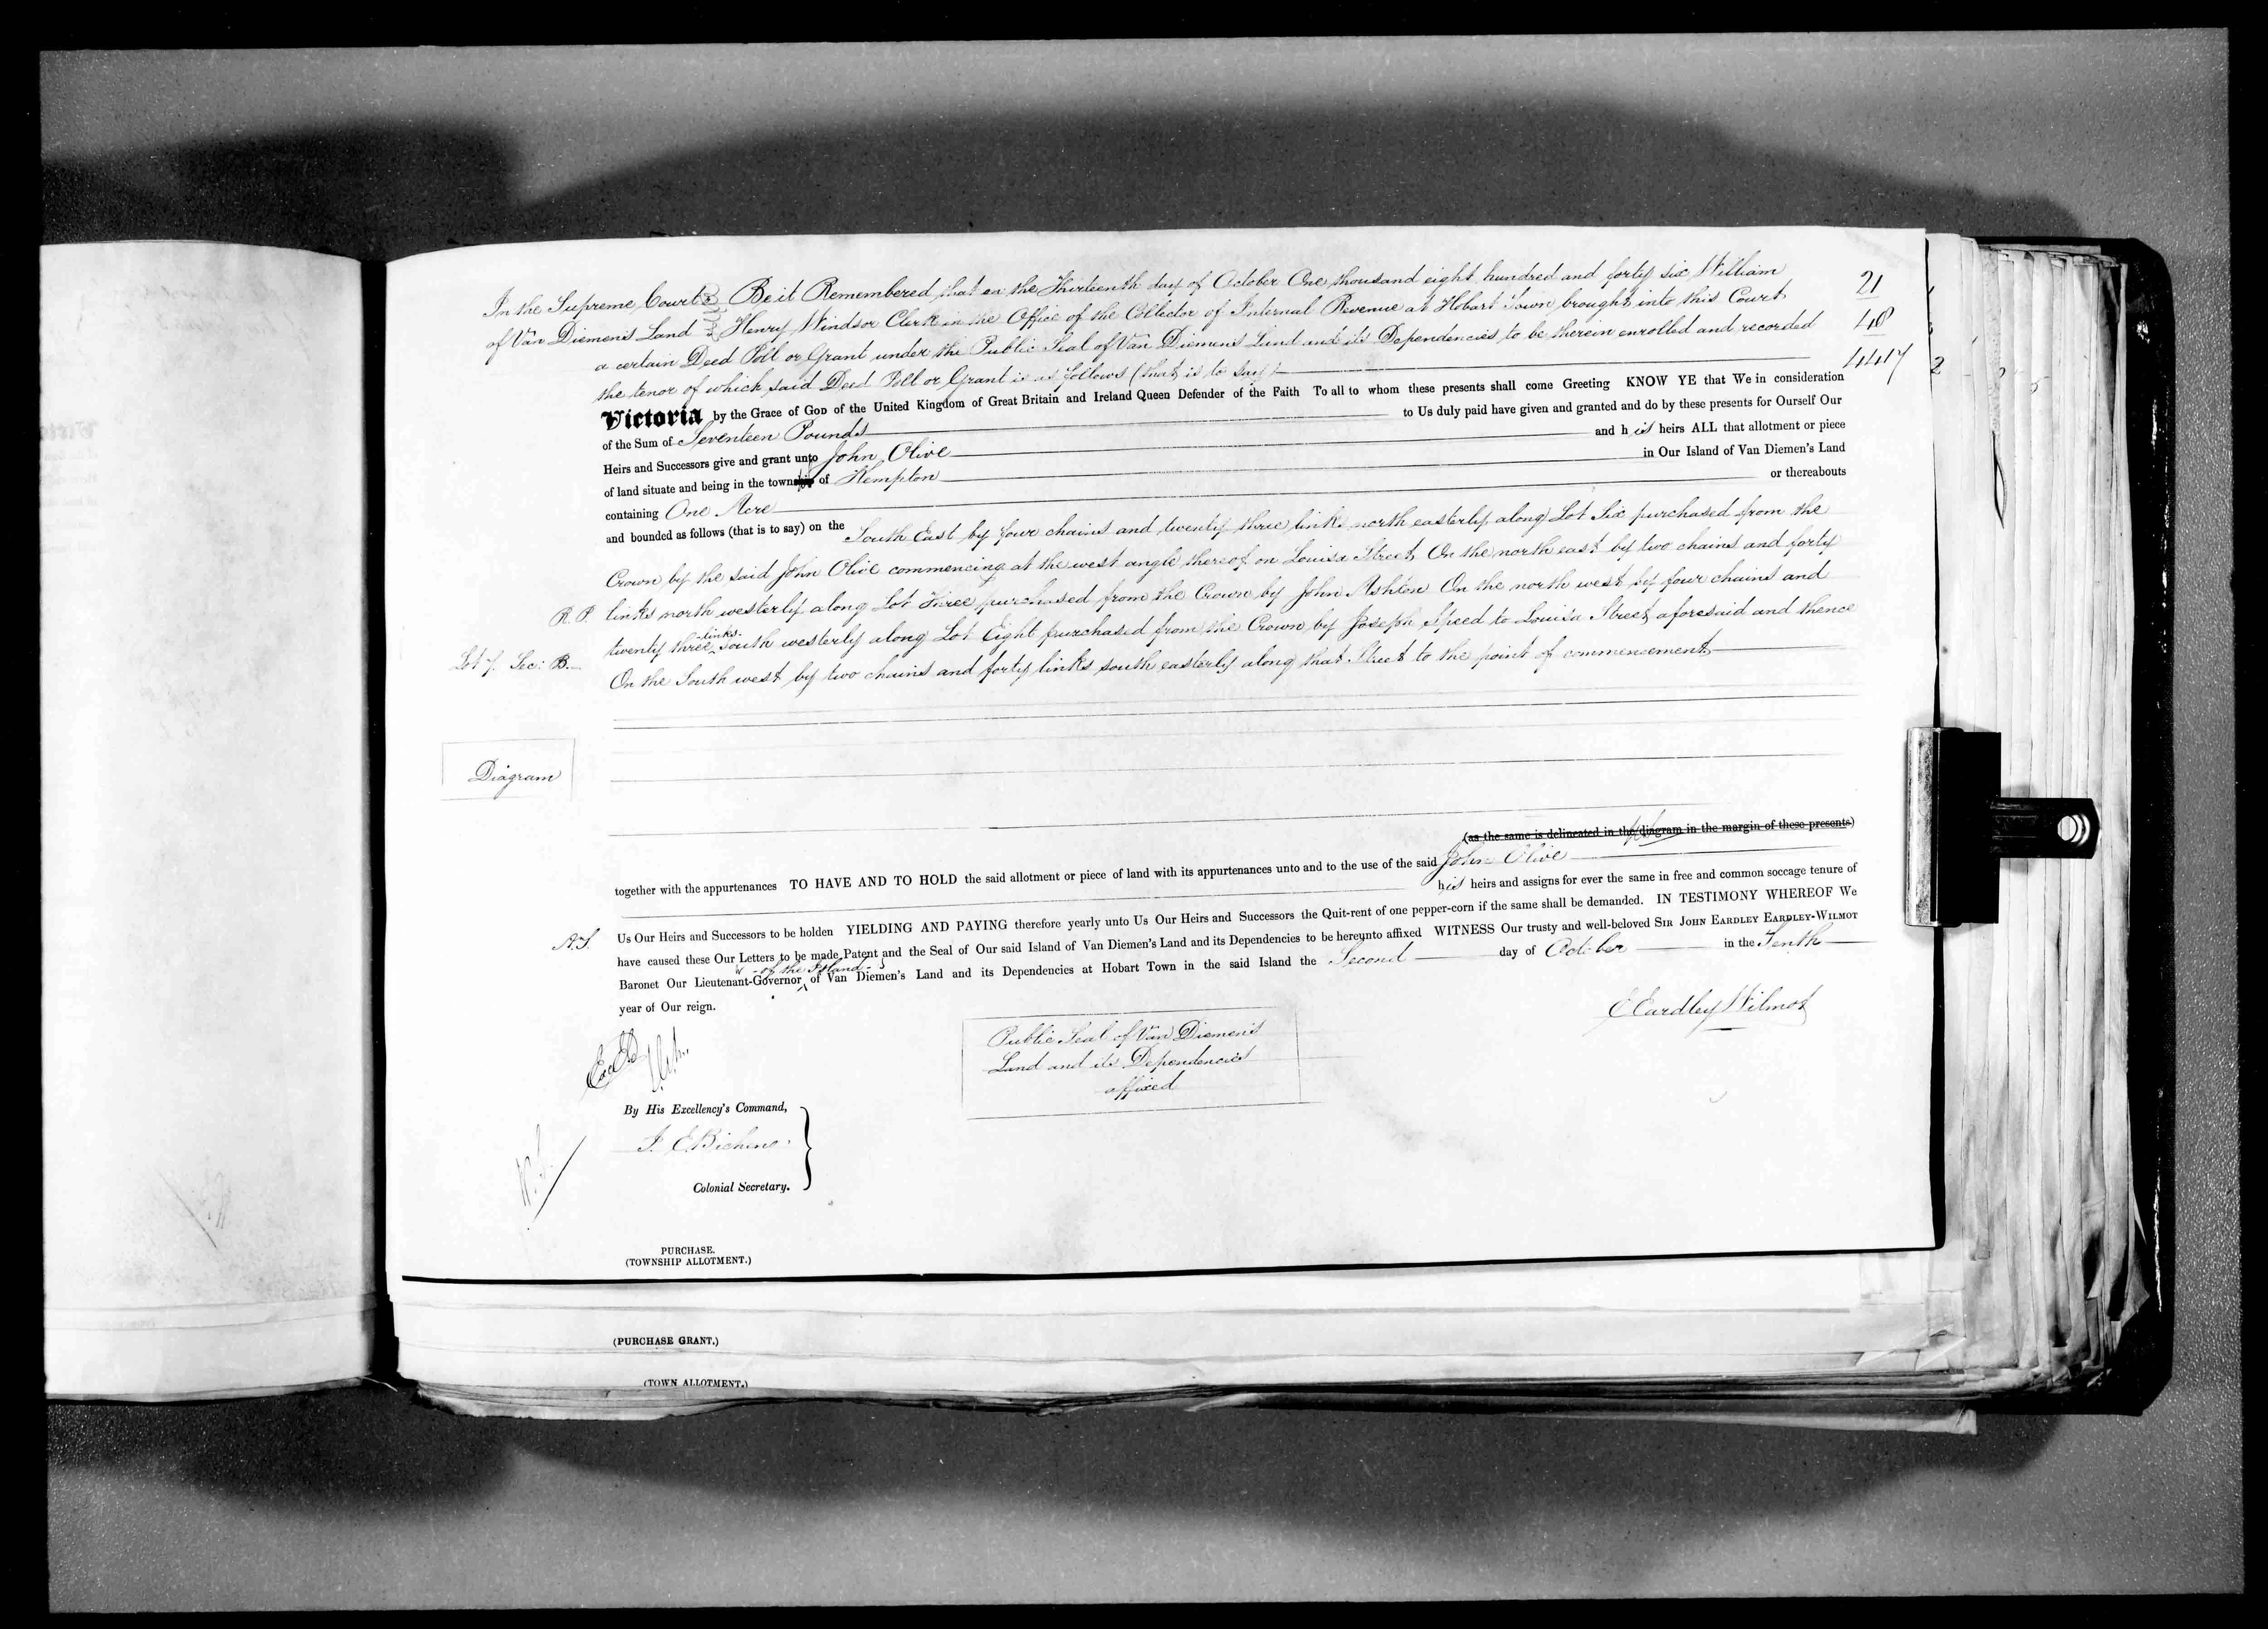 In the Supreme Court Be it Remembered that on the Thirteenth day of October One thousand eight hundred and forty six William
of Van Diemen's Land Henry Windsor Clerk in the Office of the Collector of Internal Revenue at Hobart Town brought into this Court
a certain Deed Poll or Grant under the Public Seal of Van Diemen's Land and its Dependencies to be therein enrolled and recorded
the tenor of which said Deed Poll or Grant is as follows (that is to say)
21
48
4417
Victoria by the Grace of God of the United Kingdom of Great Britain and Ireland Queen Defender of the Faith To all to whom these presents shall come Greeting KNOW YE that We in consideration
of the Sum of Seventeen Pounds to Us duly paid have given and granted and do by these presents for Ourself Our
Heirs and Successors give and grant unto John Olive and his heirs ALL that allotment or piece
of land situate and being in the township of Kempton in Our Island of Van Diemen's Land
containing One Acre or thereabouts
and bounded as follows (that is to say) on the South East by four chains and twenty three links north easterly along Lot Six purchased from the
Crown by the said John Olive commencing at the west angle thereof on Louisa Street On the north east by two chains and forty
R.P. links north westerly along Lot Three purchased from the Crown by John Ashton On the north west by four chains and
twenty three links south westerly along Lot Eight purchased from the Crown by Joseph Speed to Louisa Street aforesaid and thence
Lot 7. Sec: B. On the South west by two chains and forty links south easterly along that Street to the point of commencement
Diagram
(as the same is delineated in the diagram in the margin of these presents)
together with the appurtenances TO HAVE AND TO HOLD the said allotment or piece of land with its appurtenances unto and to the use of the said John Olive
his heirs and assigns for ever the same in free and common soccage tenure of
A.S. Us Our Heirs and Successors to be holden YIELDING AND PAYING therefore yearly unto Us Our Heirs and Successors the Quit-rent of one pepper-corn if the same shall be demanded. IN TESTIMONY WHEREOF We
have caused these Our Letters to be made Patent and the Seal of Our said Island of Van Diemen's Land and its Dependencies to be hereunto affixed WITNESS Our trusty and well-beloved SIR JOHN EARDLEY EARDLEY-WILMOT
Baronet Our Lieutenant-Governor of the Island of Van Diemen's Land and its Dependencies at Hobart Town in the said Island the Second day of October in the Tenth
year of Our reign.
E Eardley Wilmot
Public Seal of Van Diemen's
Land and its Dependencies
affixed
By His Excellency's Command,
J. E Bicheno
Colonial Secretary.
PURCHASE.
(TOWNSHIP ALLOTMENT.)
(PURCHASE GRANT.)
(TOWN ALLOTMENT.)